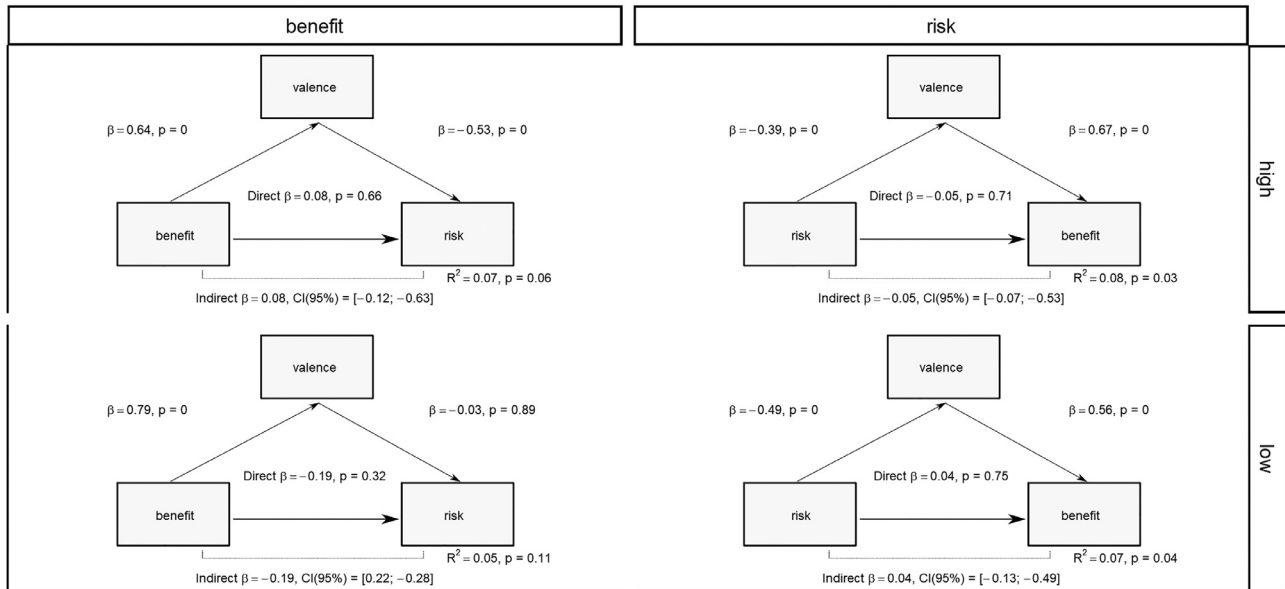 benefit
risk
high
valence
β = 0.64, p = 0
β = −0.53, p = 0
Direct β = 0.08, p = 0.66
benefit
risk
R² = 0.07, p = 0.06
Indirect β = 0.08, CI(95%) = [−0.12; −0.63]
valence
β = −0.39, p = 0
β = 0.67, p = 0
Direct β = −0.05, p = 0.71
risk
benefit
R² = 0.08, p = 0.03
Indirect β = −0.05, CI(95%) = [−0.07; −0.53]
low
valence
β = 0.79, p = 0
β = −0.03, p = 0.89
Direct β = −0.19, p = 0.32
benefit
risk
R² = 0.05, p = 0.11
Indirect β = −0.19, CI(95%) = [0.22; −0.28]
valence
β = −0.49, p = 0
β = 0.56, p = 0
Direct β = 0.04, p = 0.75
risk
benefit
R² = 0.07, p = 0.04
Indirect β = 0.04, CI(95%) = [−0.13; −0.49]